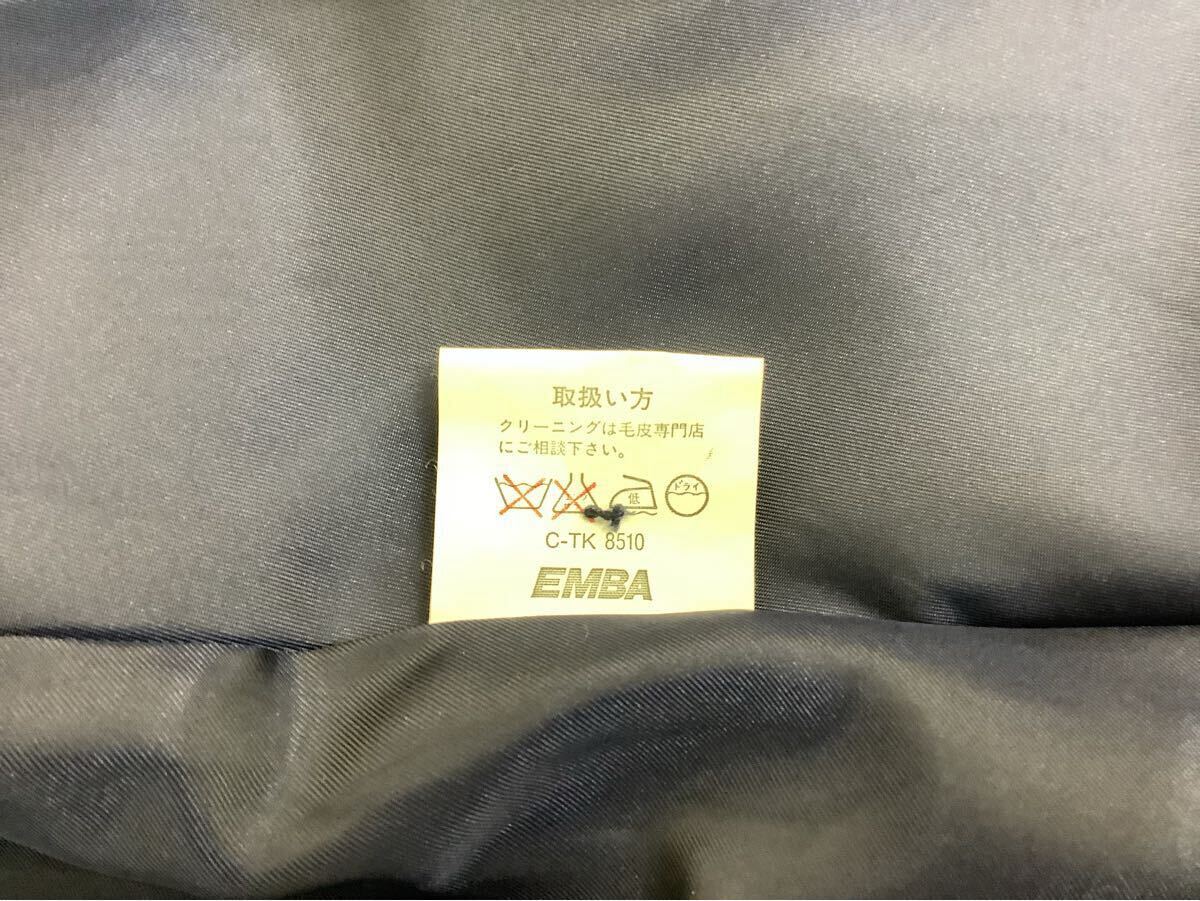 取扱い方
クリーニングは毛皮専門店
にご相談下さい。
低 ドライ
C-TK 8510
EMBA